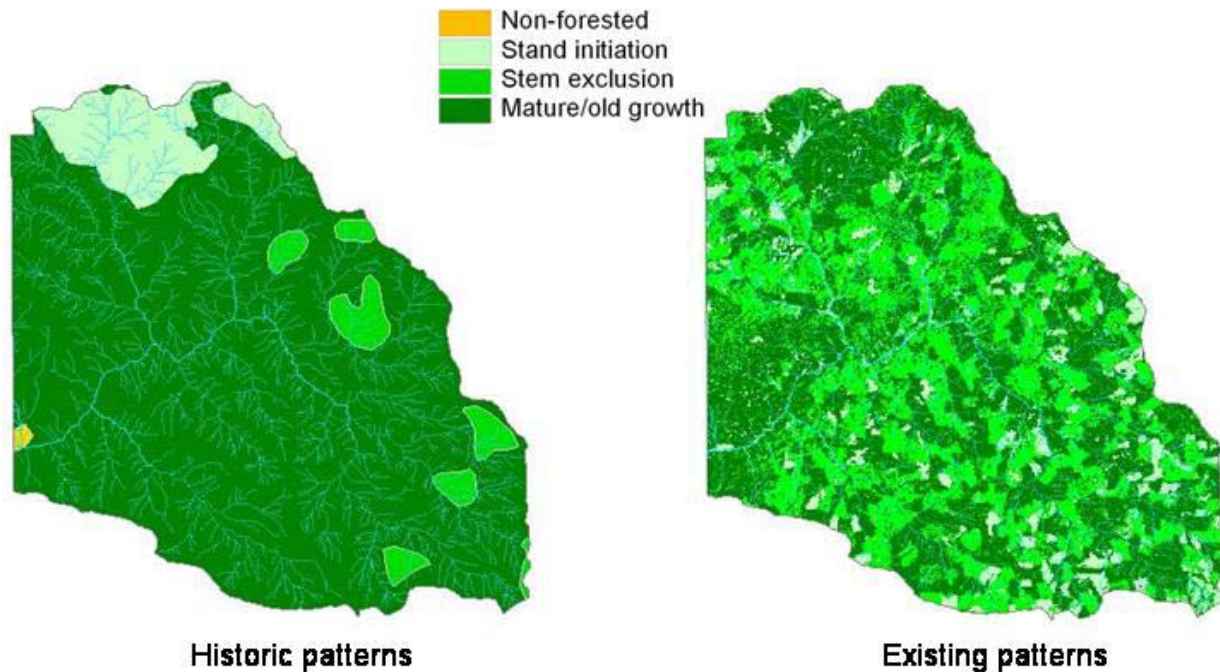 Non-forested
Stand initiation
Stem exclusion
Mature/old growth
Historic patterns
Existing patterns